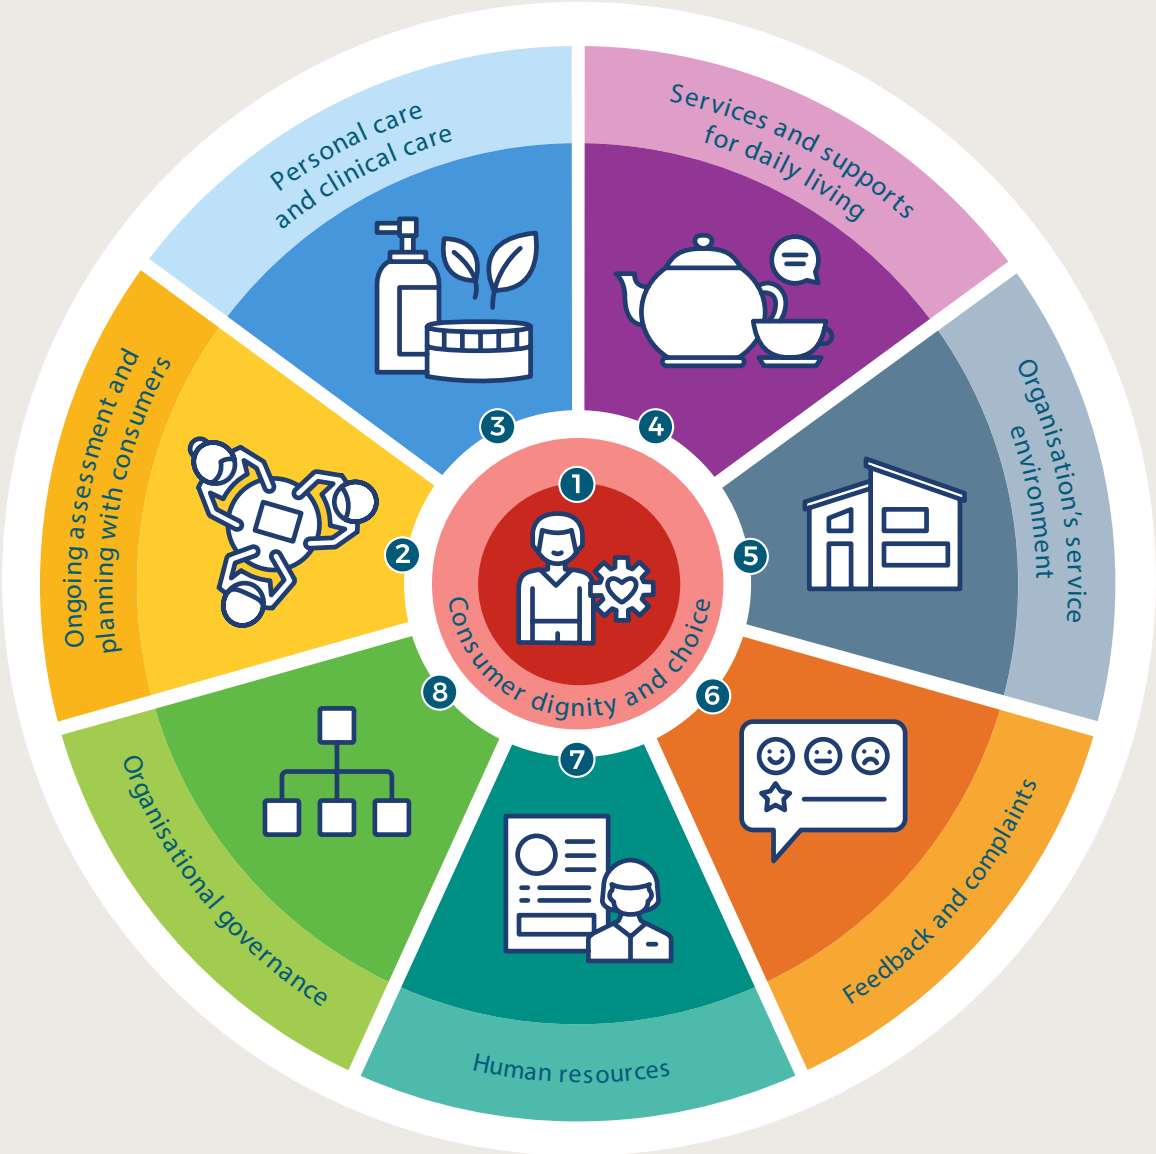 1
Consumer dignity and choice
2
Ongoing assessment and
planning with consumers
3
Personal care
and clinical care
4
Services and supports
for daily living
5
Organisation's service
environment
6
Feedback and complaints
7
Human resources
8
Organisational governance